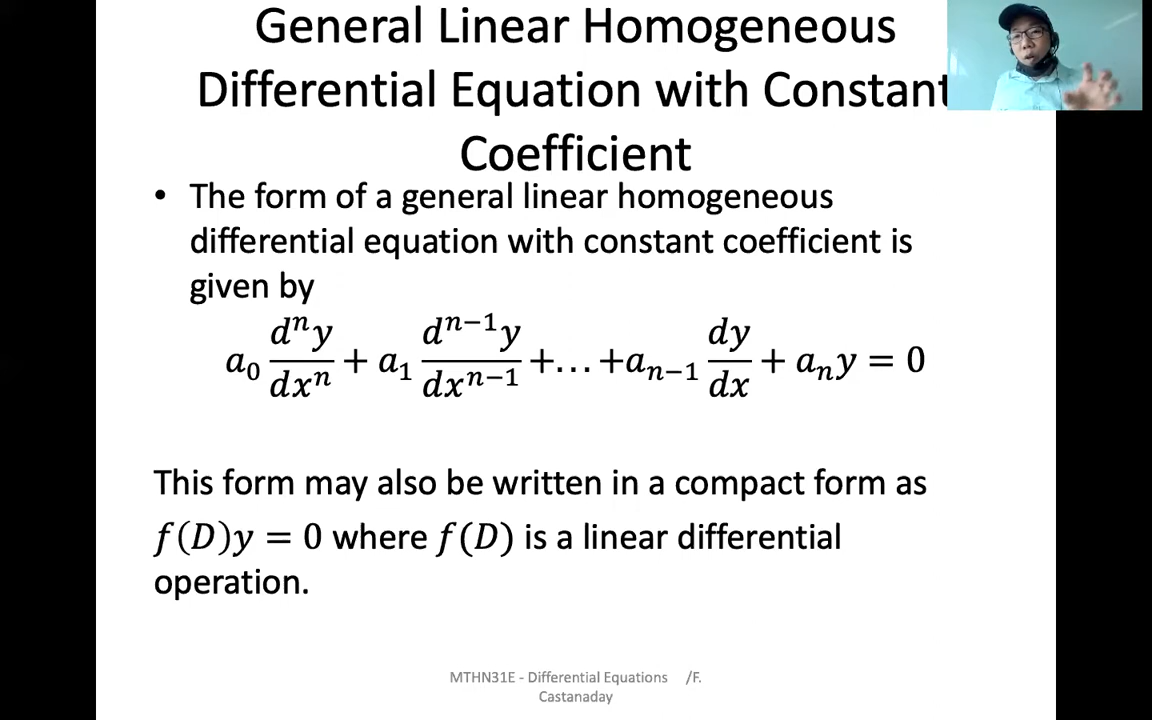 General Linear Homogeneous
Differential Equation with Constant
Coefficient
• The form of a general linear homogeneous
differential equation with constant coefficient is
given by
a₀ dⁿy/dxⁿ + a₁ dⁿ⁻¹y/dxⁿ⁻¹ +...+aₙ₋₁ dy/dx + aₙy = 0
This form may also be written in a compact form as
f(D)y = 0 where f(D) is a linear differential
operation.
MTHN31E - Differential Equations /F.
Castanaday